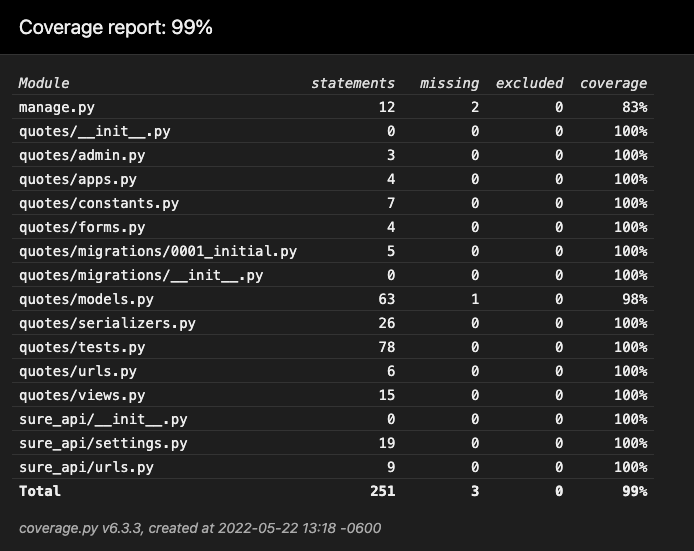 Coverage report: 99%
Module statements missing excluded coverage
manage.py 12 2 0 83%
quotes/__init__.py 0 0 0 100%
quotes/admin.py 3 0 0 100%
quotes/apps.py 4 0 0 100%
quotes/constants.py 7 0 0 100%
quotes/forms.py 4 0 0 100%
quotes/migrations/0001_initial.py 5 0 0 100%
quotes/migrations/__init__.py 0 0 0 100%
quotes/models.py 63 1 0 98%
quotes/serializers.py 26 0 0 100%
quotes/tests.py 78 0 0 100%
quotes/urls.py 6 0 0 100%
quotes/views.py 15 0 0 100%
sure_api/__init__.py 0 0 0 100%
sure_api/settings.py 19 0 0 100%
sure_api/urls.py 9 0 0 100%
Total 251 3 0 99%
coverage.py v6.3.3, created at 2022-05-22 13:18 -0600